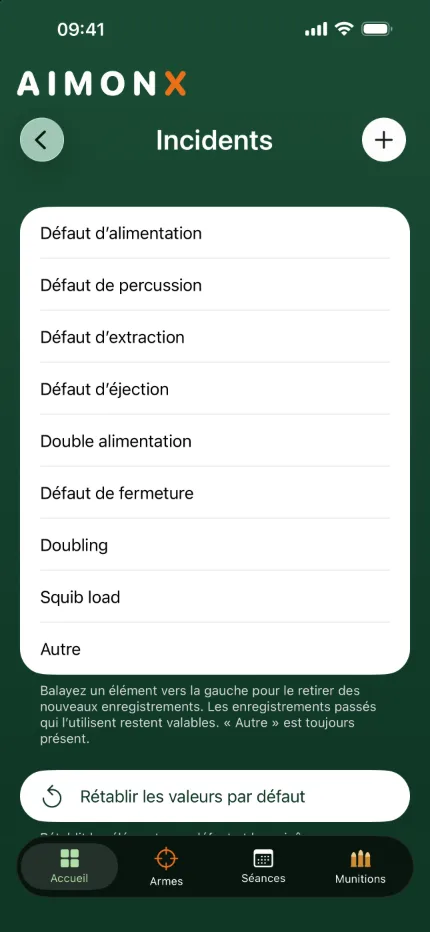 09:41
AIMONX
Incidents
Défaut d’alimentation
Défaut de percussion
Défaut d’extraction
Défaut d’éjection
Double alimentation
Défaut de fermeture
Doubling
Squib load
Autre
Balayez un élément vers la gauche pour le retirer des
nouveaux enregistrements. Les enregistrements passés
qui l’utilisent restent valables. « Autre » est toujours
présent.
Rétablir les valeurs par défaut
Accueil
Armes
Séances
Munitions